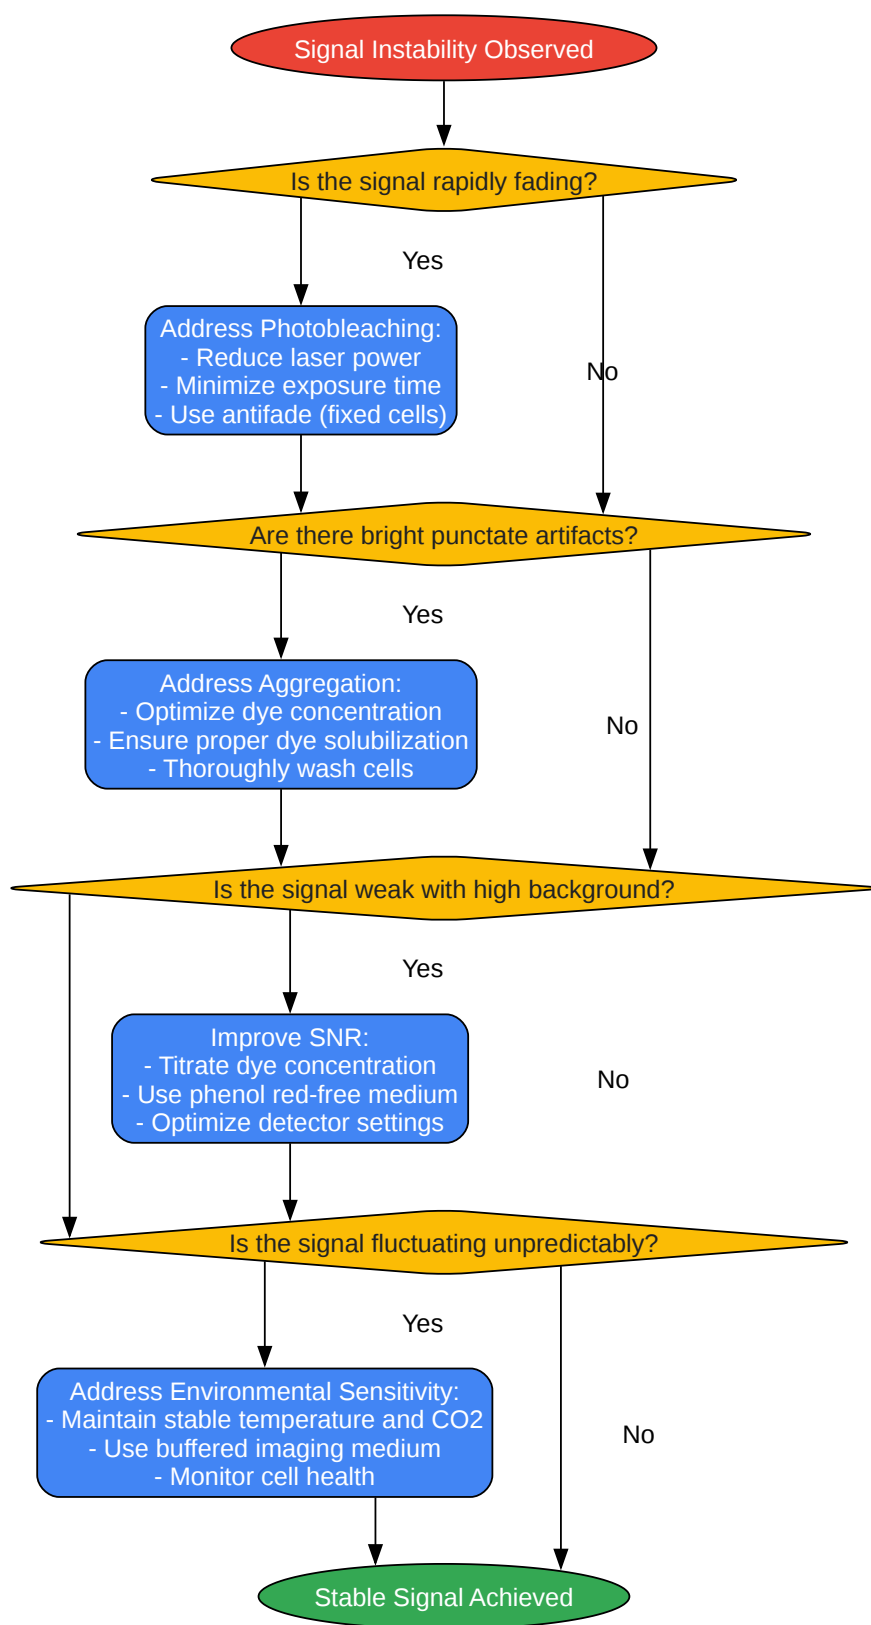 Signal Instability Observed
Is the signal rapidly fading?
Yes
Address Photobleaching:
- Reduce laser power
- Minimize exposure time
- Use antifade (fixed cells)
No
Are there bright punctate artifacts?
Yes
Address Aggregation:
- Optimize dye concentration
- Ensure proper dye solubilization
- Thoroughly wash cells
No
Is the signal weak with high background?
Yes
Improve SNR:
- Titrate dye concentration
- Use phenol red-free medium
- Optimize detector settings
No
Is the signal fluctuating unpredictably?
Yes
Address Environmental Sensitivity:
- Maintain stable temperature and CO2
- Use buffered imaging medium
- Monitor cell health
No
Stable Signal Achieved